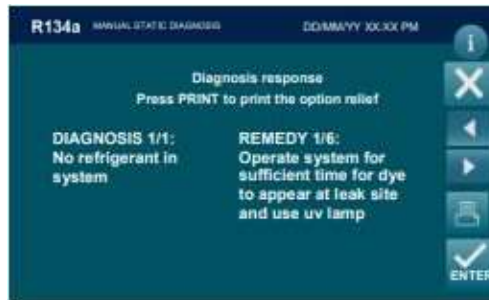 R134a MANUAL STATIC DIAGNOSIS DD/MM/YY XX:XX PM
Diagnosis response
Press PRINT to print the option relief
DIAGNOSIS 1/1:
No refrigerant in
system
REMEDY 1/6:
Operate system for
sufficient time for dye
to appear at leak site
and use uv lamp
i
ENTER